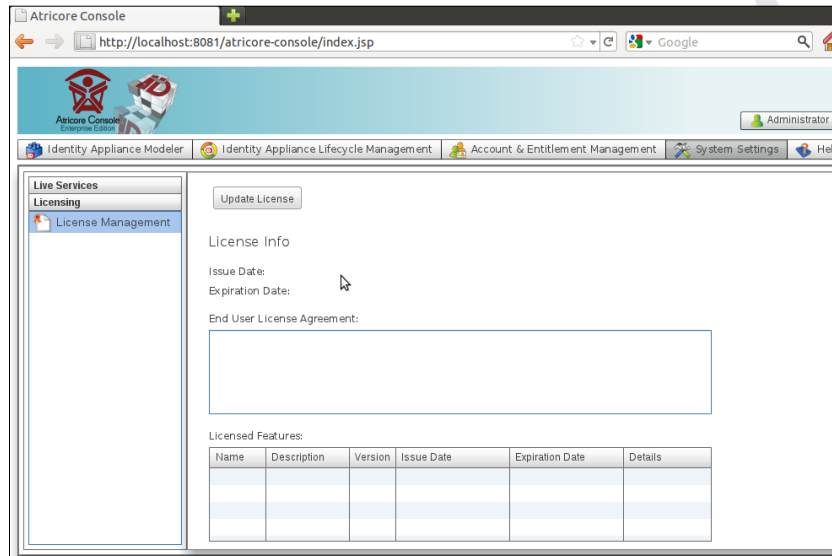 Atricore Console
http://localhost:8081/atricore-console/index.jsp
Google
Atricore Console
Enterprise Edition
Administrator
Identity Appliance Modeler
Identity Appliance Lifecycle Management
Account & Entitlement Management
System Settings
Hel
Live Services
Licensing
License Management
Update License
License Info
Issue Date:
Expiration Date:
End User License Agreement:
Licensed Features:
Name Description Version Issue Date Expiration Date Details